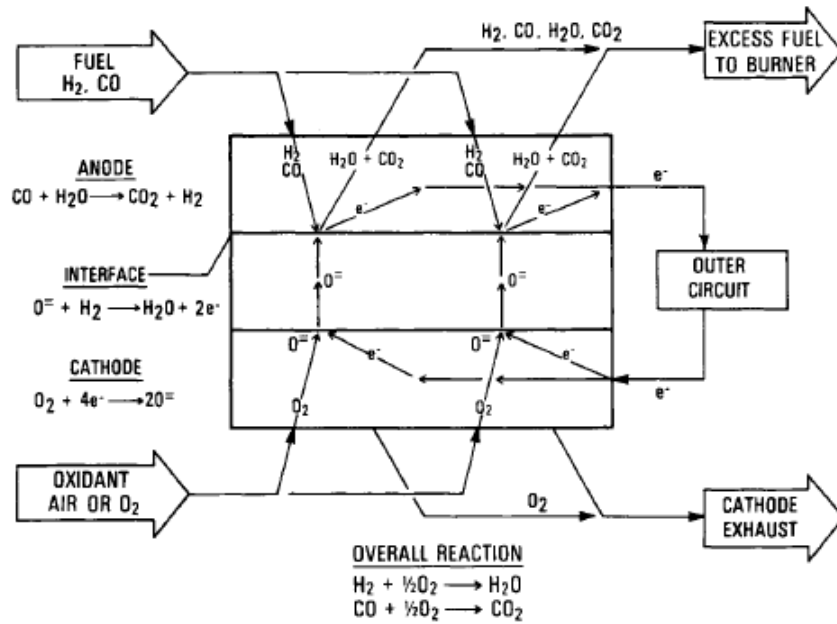 H₂, CO, H₂O, CO₂
FUEL
H₂, CO
EXCESS FUEL
TO BURNER
H₂
CO
H₂O + CO₂
H₂
CO
H₂O + CO₂
ANODE
CO + H₂O → CO₂ + H₂
e⁻
e⁻
e⁻
INTERFACE
O⁼ + H₂ → H₂O + 2e⁻
O⁼
O⁼
OUTER
CIRCUIT
O⁼
O⁼
CATHODE
O₂ + 4e⁻ → 2O⁼
e⁻
e⁻
e⁻
O₂
O₂
OXIDANT
AIR OR O₂
O₂
CATHODE
EXHAUST
OVERALL REACTION
H₂ + ½O₂ → H₂O
CO + ½O₂ → CO₂